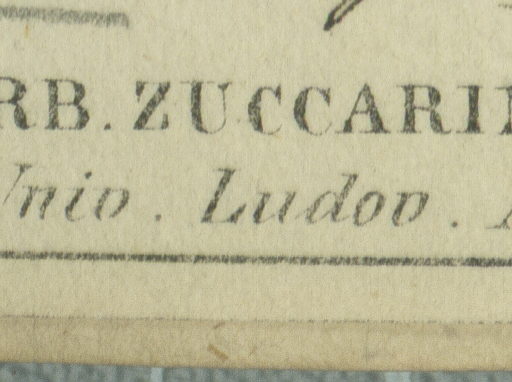 RB. ZUCCARI
Unio. Ludov.